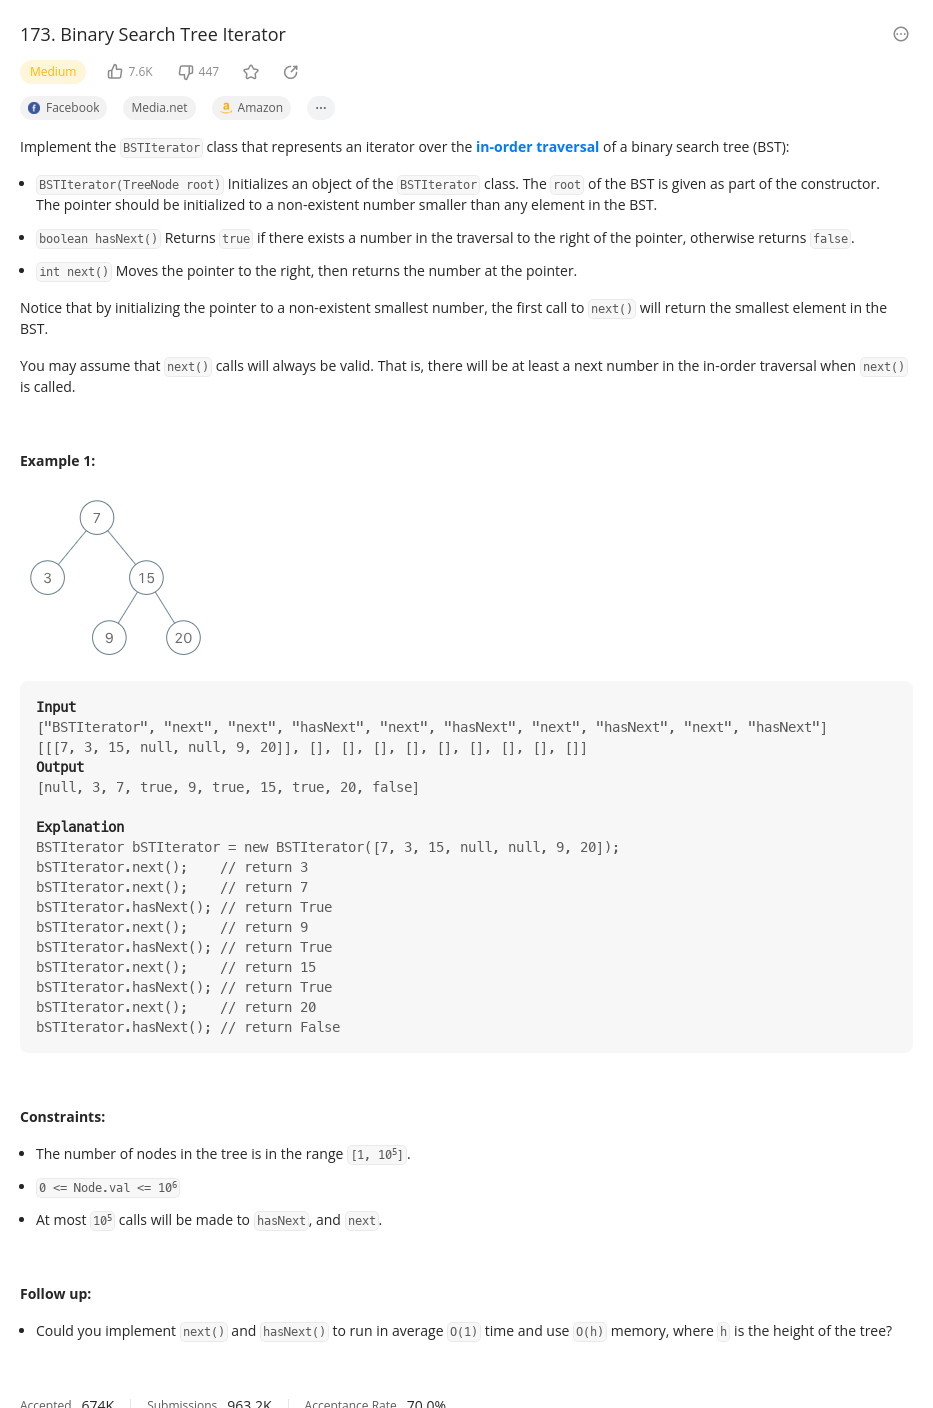 173. Binary Search Tree Iterator
Medium 7.6K 447
Facebook Media.net Amazon ...
Implement the BSTIterator class that represents an iterator over the in-order traversal of a binary search tree (BST):
• BSTIterator(TreeNode root) Initializes an object of the BSTIterator class. The root of the BST is given as part of the constructor.
The pointer should be initialized to a non-existent number smaller than any element in the BST.
• boolean hasNext() Returns true if there exists a number in the traversal to the right of the pointer, otherwise returns false.
• int next() Moves the pointer to the right, then returns the number at the pointer.
Notice that by initializing the pointer to a non-existent smallest number, the first call to next() will return the smallest element in the
BST.
You may assume that next() calls will always be valid. That is, there will be at least a next number in the in-order traversal when next()
is called.
Example 1:
7
3 15
9 20
Input
["BSTIterator", "next", "next", "hasNext", "next", "hasNext", "next", "hasNext", "next", "hasNext"]
[[[7, 3, 15, null, null, 9, 20]], [], [], [], [], [], [], [], [], []]
Output
[null, 3, 7, true, 9, true, 15, true, 20, false]
Explanation
BSTIterator bSTIterator = new BSTIterator([7, 3, 15, null, null, 9, 20]);
bSTIterator.next();    // return 3
bSTIterator.next();    // return 7
bSTIterator.hasNext(); // return True
bSTIterator.next();    // return 9
bSTIterator.hasNext(); // return True
bSTIterator.next();    // return 15
bSTIterator.hasNext(); // return True
bSTIterator.next();    // return 20
bSTIterator.hasNext(); // return False
Constraints:
• The number of nodes in the tree is in the range [1, 10⁵].
• 0 <= Node.val <= 10⁶
• At most 10⁵ calls will be made to hasNext, and next.
Follow up:
• Could you implement next() and hasNext() to run in average O(1) time and use O(h) memory, where h is the height of the tree?
Accepted 674K Submissions 963.2K Acceptance Rate 70.0%